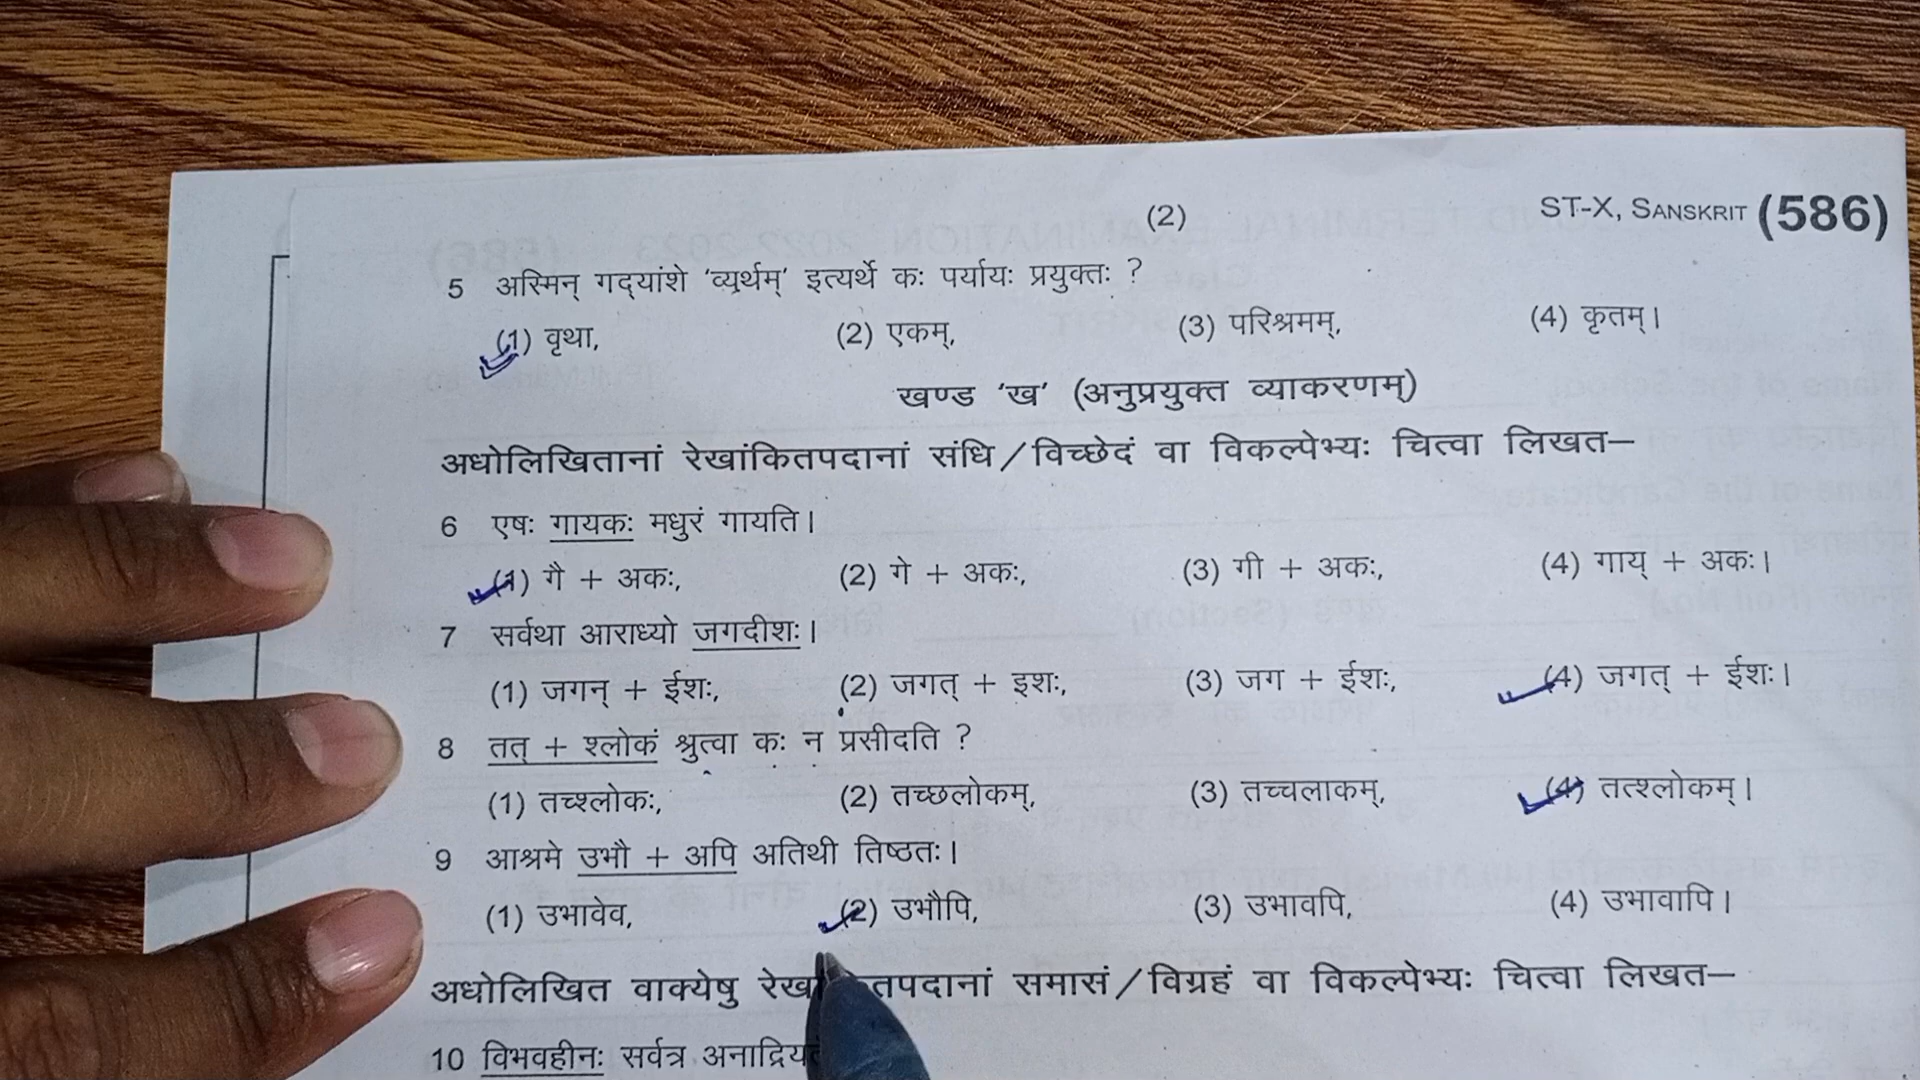 (2)
ST-X, SANSKRIT (586)
5 अस्मिन् गद्यांशे 'व्यर्थम्' इत्यर्थे कः पर्यायः प्रयुक्तः ?
(1) वृथा, (2) एकम्, (3) परिश्रमम्, (4) कृतम्।
खण्ड 'ख' (अनुप्रयुक्त व्याकरणम्)
अधोलिखितानां रेखांकितपदानां संधि/विच्छेदं वा विकल्पेभ्यः चित्वा लिखत—
6 एषः गायकः मधुरं गायति।
(1) गै + अकः, (2) गे + अकः, (3) गी + अकः, (4) गाय् + अकः।
7 सर्वथा आराध्यो जगदीशः।
(1) जगन् + ईशः, (2) जगत् + इशः, (3) जग + ईशः, (4) जगत् + ईशः।
8 तत् + श्लोकं श्रुत्वा कः न प्रसीदति ?
(1) तच्श्लोकः, (2) तच्छलोकम्, (3) तच्चलाकम्, (4) तत्श्लोकम्।
9 आश्रमे उभौ + अपि अतिथी तिष्ठतः।
(1) उभावेव, (2) उभौपि, (3) उभावपि, (4) उभावापि।
अधोलिखित वाक्येषु समासं/विग्रहं वा विकल्पेभ्यः चित्वा लिखत—
10 विभवहीनः सर्वत्र